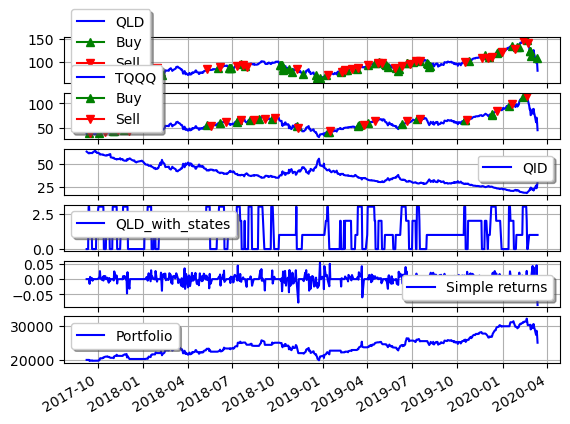 QLD
Buy
Sell
150
100
TQQQ
Buy
Sell
100
50
50
25
QID
2.5
0.0
QLD_with_states
0.05
0.00
−0.05
Simple returns
30000
20000
Portfolio
2017-10
2018-01
2018-04
2018-07
2018-10
2019-01
2019-04
2019-07
2019-10
2020-01
2020-04